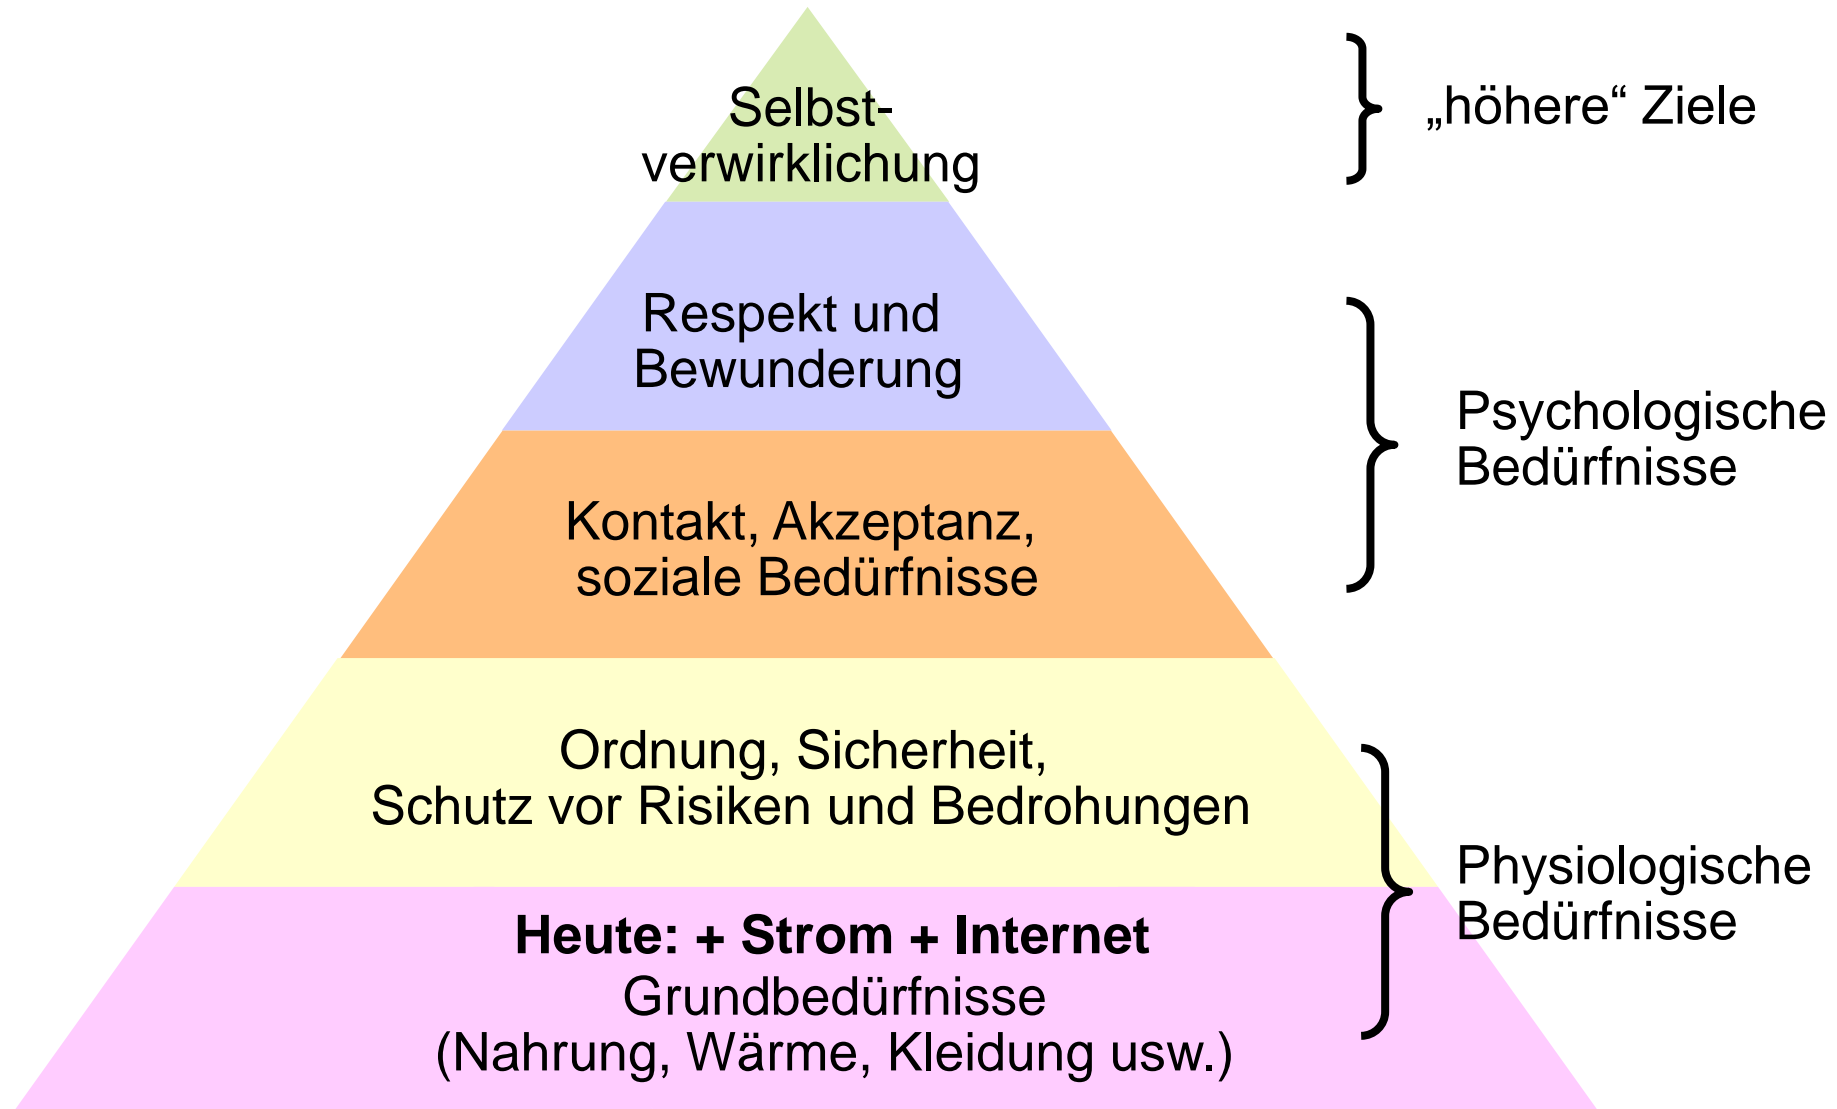 Selbst-
verwirklichung
„höhere“ Ziele
Respekt und
Bewunderung
Kontakt, Akzeptanz,
soziale Bedürfnisse
Psychologische
Bedürfnisse
Ordnung, Sicherheit,
Schutz vor Risiken und Bedrohungen
Heute: + Strom + Internet
Grundbedürfnisse
(Nahrung, Wärme, Kleidung usw.)
Physiologische
Bedürfnisse